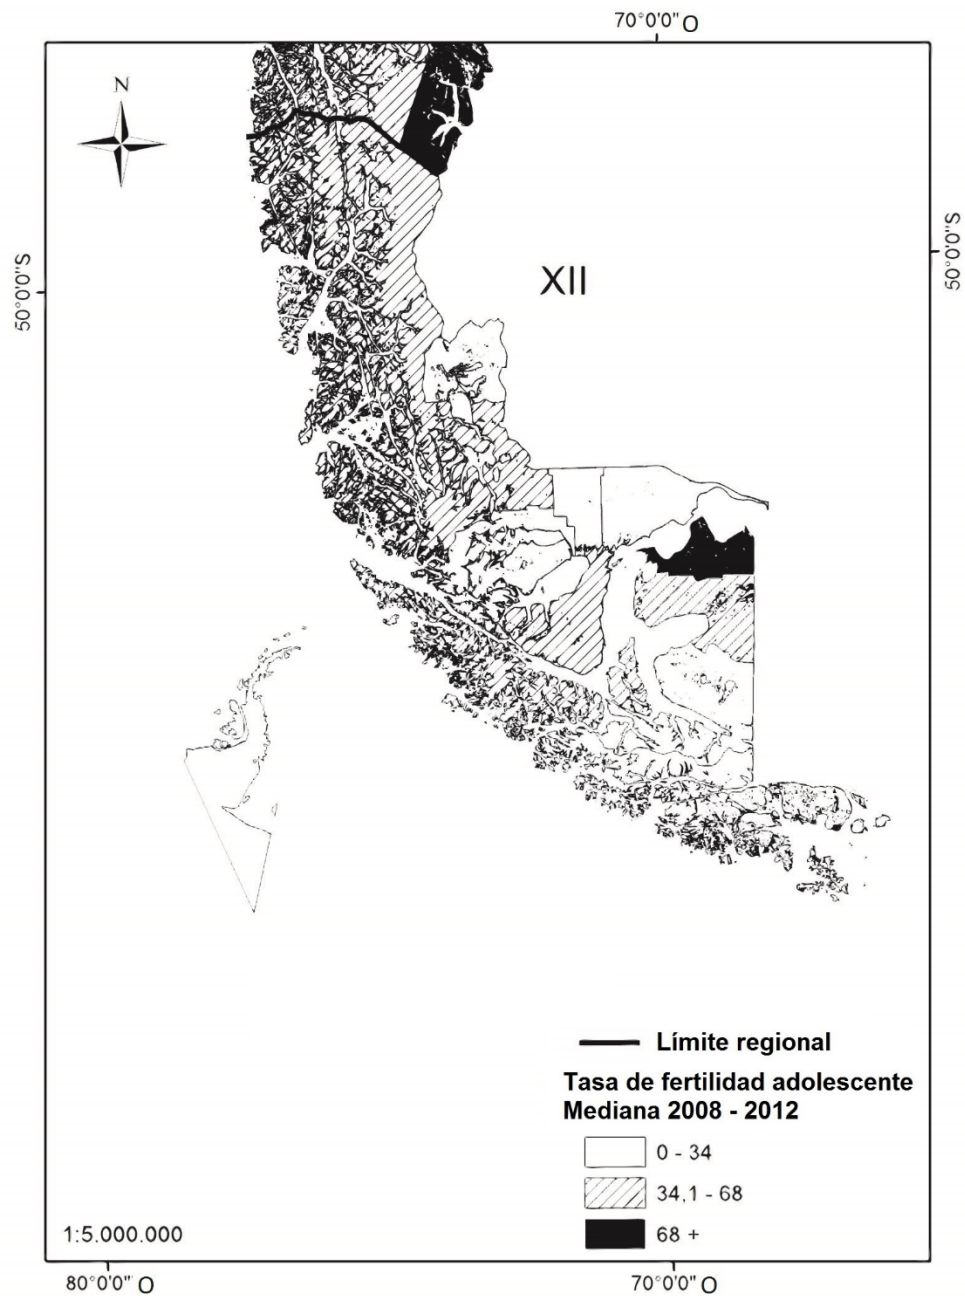 70°0'0" O
N
50°0'0"S
50°0'0"S
XII
Límite regional
Tasa de fertilidad adolescente
Mediana 2008 - 2012
0 - 34
34,1 - 68
68 +
1:5.000.000
80°0'0" O
70°0'0" O